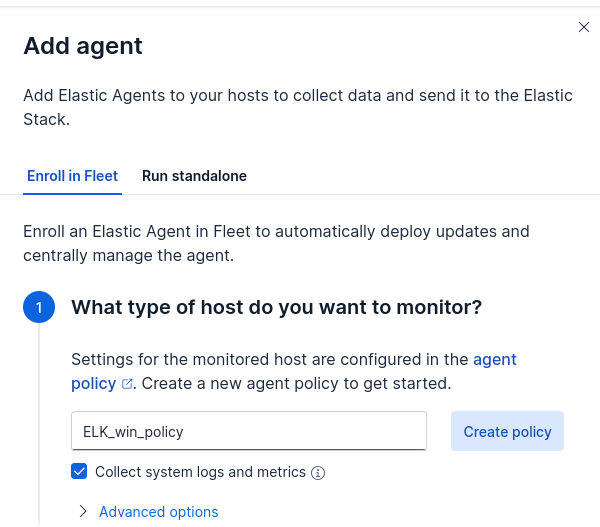 Add agent
Add Elastic Agents to your hosts to collect data and send it to the Elastic
Stack.
Enroll in Fleet Run standalone
Enroll an Elastic Agent in Fleet to automatically deploy updates and
centrally manage the agent.
1 What type of host do you want to monitor?
Settings for the monitored host are configured in the agent
policy. Create a new agent policy to get started.
ELK_win_policy Create policy
Collect system logs and metrics
Advanced options